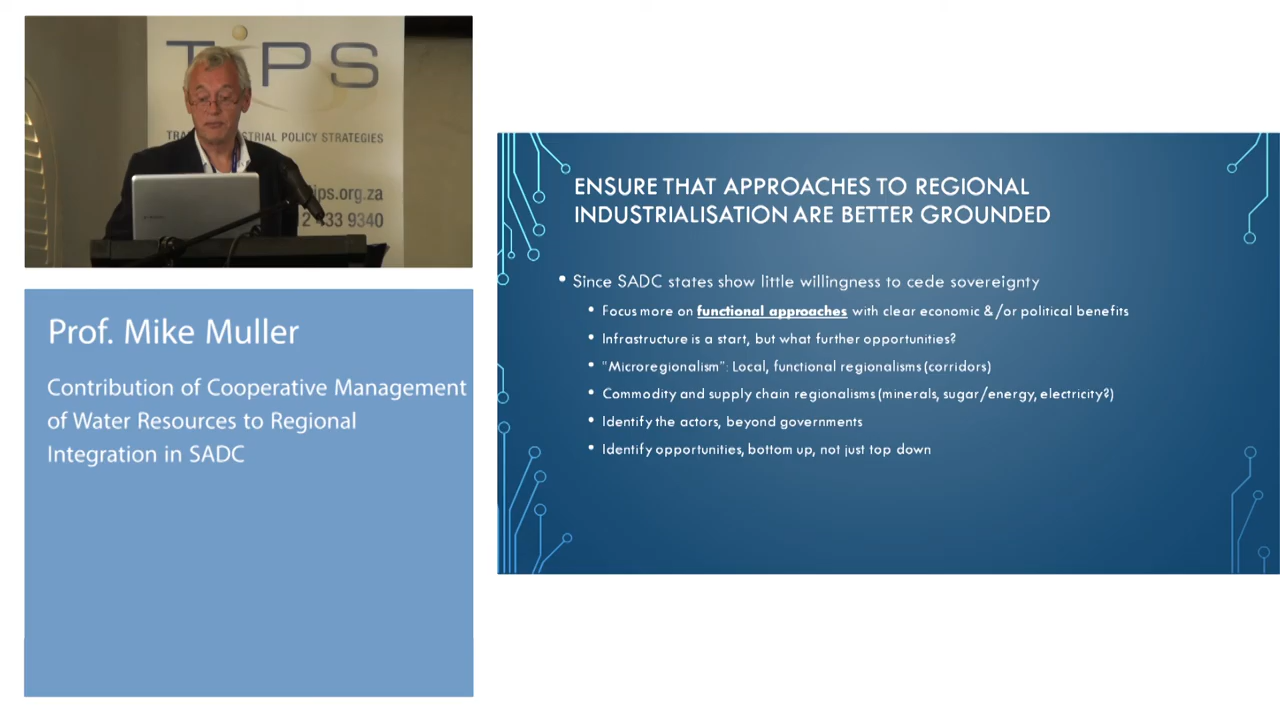 TIPS
POLICY STRATEGIES
tips.org.za
433 9340
Prof. Mike Muller
Contribution of Cooperative Management
of Water Resources to Regional
Integration in SADC
ENSURE THAT APPROACHES TO REGIONAL
INDUSTRIALISATION ARE BETTER GROUNDED
• Since SADC states show little willingness to cede sovereignty
• Focus more on functional approaches with clear economic &/or political benefits
• Infrastructure is a start, but what further opportunities?
• "Microregionalism": Local, functional regionalisms (corridors)
• Commodity and supply chain regionalisms (minerals, sugar/energy, electricity?)
• Identify the actors, beyond governments
• Identify opportunities, bottom up, not just top down